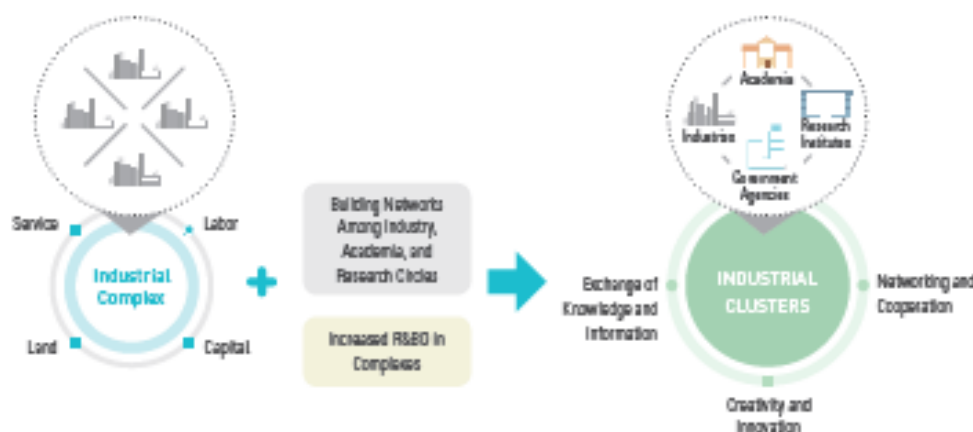 Service
Labor
Industrial
Complex
Land
Capital
Building Networks
Among Industry,
Academia, and
Research Circles
Increased R&BD in
Complexes
Academia
Industries
Research
Institutes
Government
Agencies
INDUSTRIAL
CLUSTERS
Exchange of
Knowledge and
Information
Networking and
Cooperation
Creativity and
Innovation